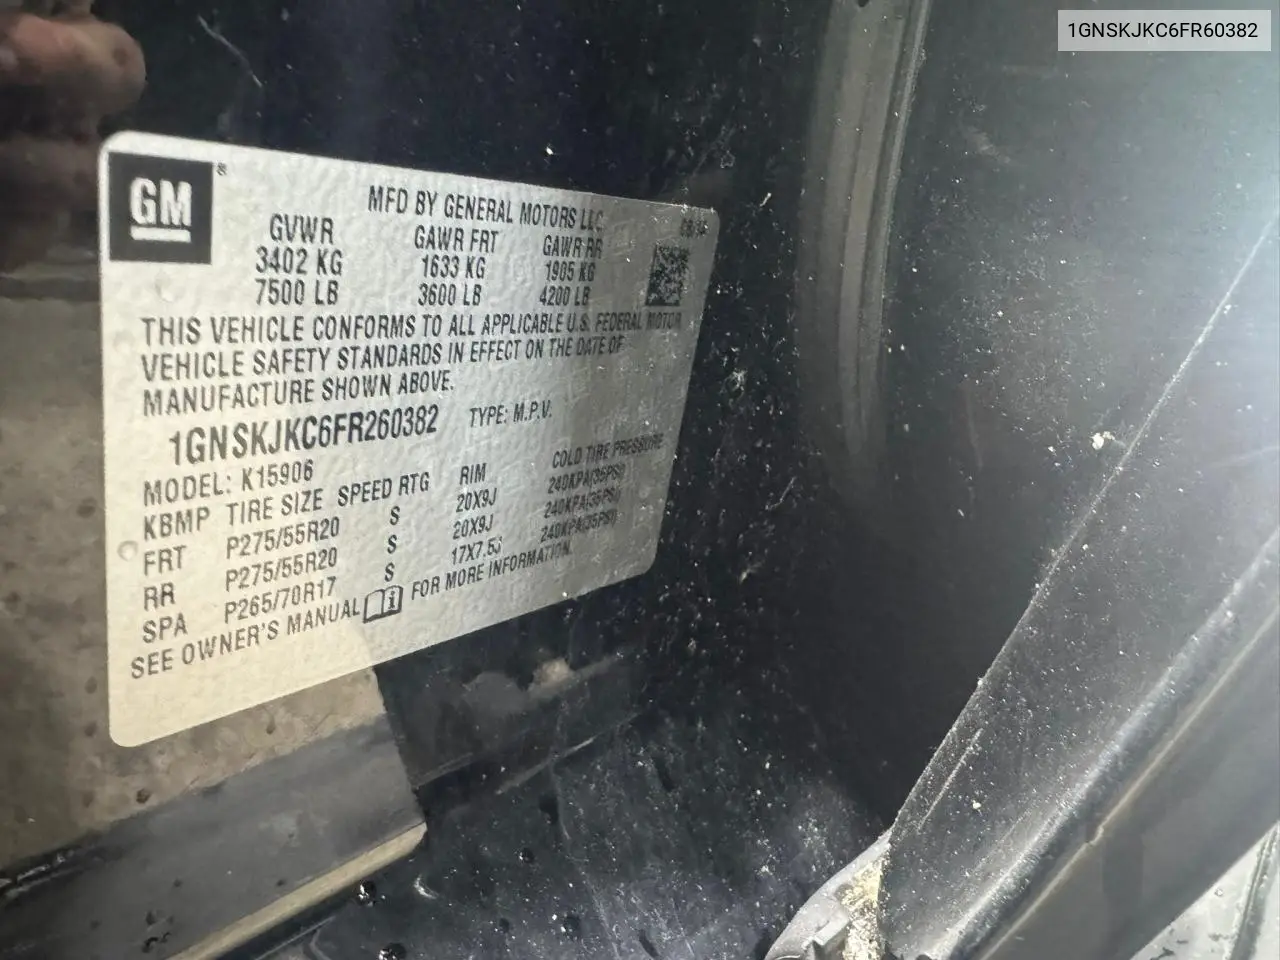 1GNSKJKC6FR60382
GM ®
MFD BY GENERAL MOTORS LLC
GVWR GAWR FRT GAWR RR
3402 KG 1633 KG 1905 KG
7500 LB 3600 LB 4200 LB
THIS VEHICLE CONFORMS TO ALL APPLICABLE U.S. FEDERAL MOTOR
VEHICLE SAFETY STANDARDS IN EFFECT ON THE DATE OF
MANUFACTURE SHOWN ABOVE.
1GNSKJKC6FR260382 TYPE: M.P.V.
MODEL: K15906
KBMP TIRE SIZE SPEED RTG RIM COLD TIRE PRESSURE
FRT P275/55R20 S 20X9J 240KPA(35PSI)
RR P275/55R20 S 20X9J 240KPA(35PSI)
SPA P265/70R17 S 17X7.5J 240KPA(35PSI)
SEE OWNER'S MANUAL FOR MORE INFORMATION.